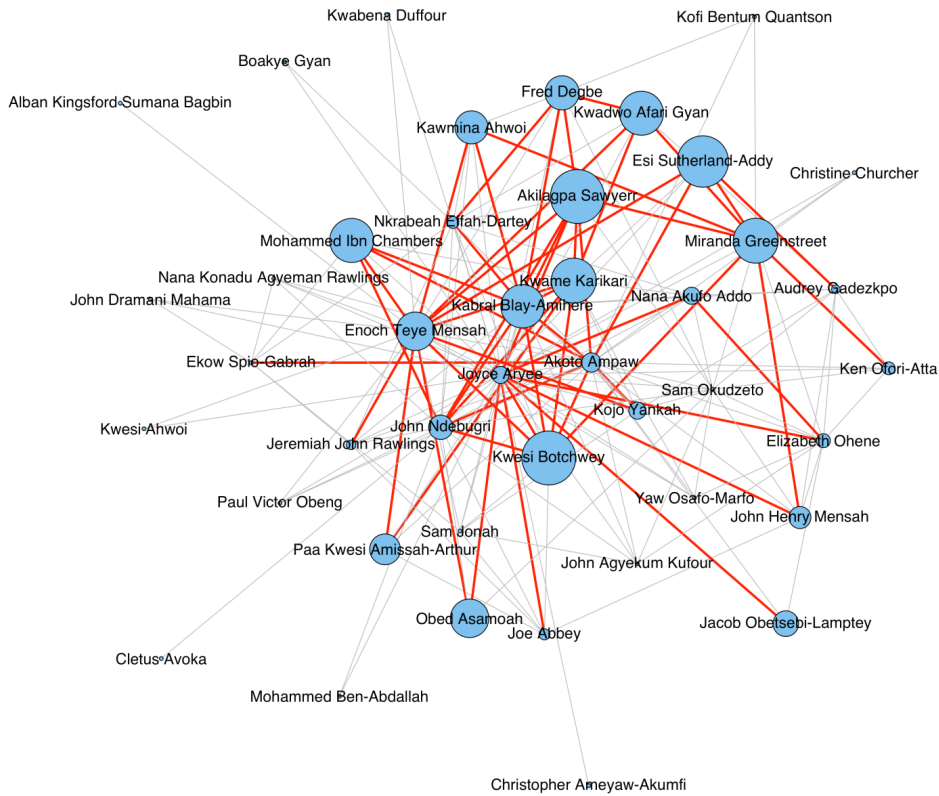 Kwabena Duffour
Kofi Bentum Quantson
Boakye Gyan
Fred Degbe
Alban Kingsford Sumana Bagbin
Kwadwo Afari Gyan
Kawmina Ahwoi
Esi Sutherland-Addy
Christine Churcher
Akilagpa Sawyerr
Nkrabeah Effah-Dartey
Mohammed Ibn Chambers
Miranda Greenstreet
Nana Konadu Agyeman Rawlings
Kwame Karikari
Audrey Gadezkpo
Nana Akufo Addo
John Dramani Mahama
Kabral Blay-Amihere
Enoch Teye Mensah
Ekow Spio-Gabrah
Akoto Ampaw
Ken Ofori-Atta
Joyce Aryee
Sam Okudzeto
Kojo Yankah
Kwesi Ahwoi
John Ndebugri
Jeremiah John Rawlings
Elizabeth Ohene
Kwesi Botchwey
Yaw Osafo-Marfo
Paul Victor Obeng
John Henry Mensah
Sam Jonah
Paa Kwesi Amissah-Arthur
John Agyekum Kufour
Obed Asamoah
Jacob Obetsebi-Lamptey
Joe Abbey
Cletus Avoka
Mohammed Ben-Abdallah
Christopher Ameyaw-Akumfi